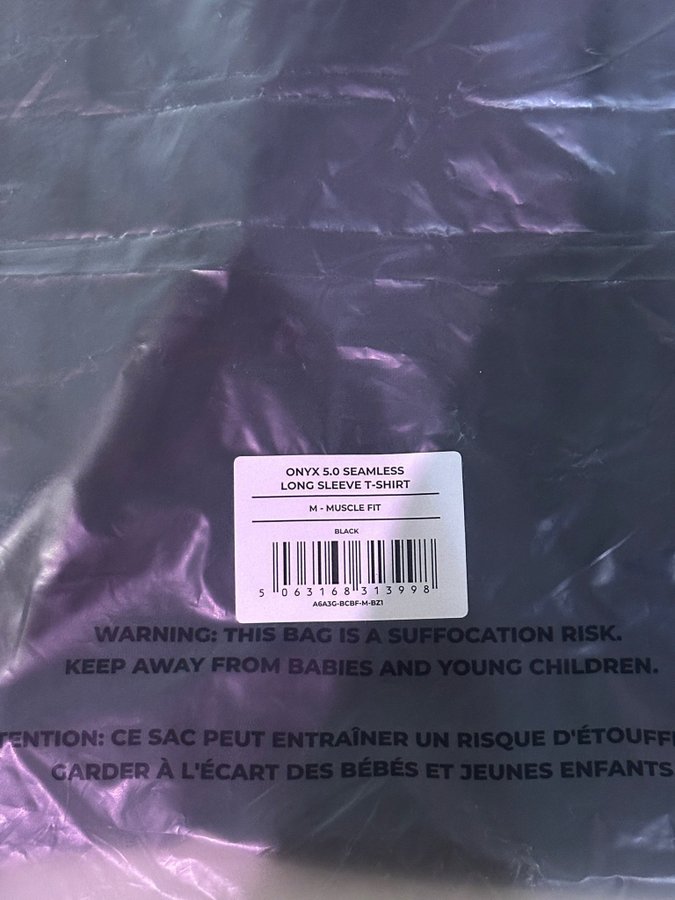 ONYX 5.0 SEAMLESS
LONG SLEEVE T-SHIRT
M - MUSCLE FIT
BLACK
5 063168 313998
A6A3G-BCBF-M-BZ1
WARNING: THIS BAG IS A SUFFOCATION RISK.
KEEP AWAY FROM BABIES AND YOUNG CHILDREN.
TENTION: CE SAC PEUT ENTRAÎNER UN RISQUE D'ÉTOUFF
GARDER À L'ÉCART DES BÉBÉS ET JEUNES ENFANTS